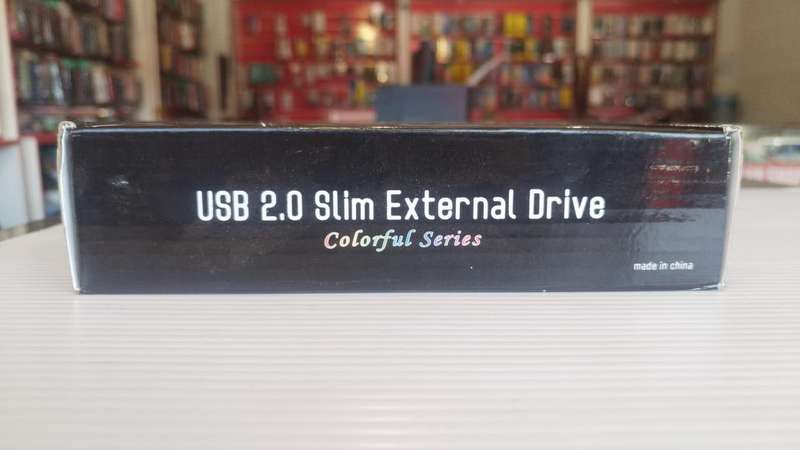 USB 2.0 Slim External Drive
Colorful Series
made in china